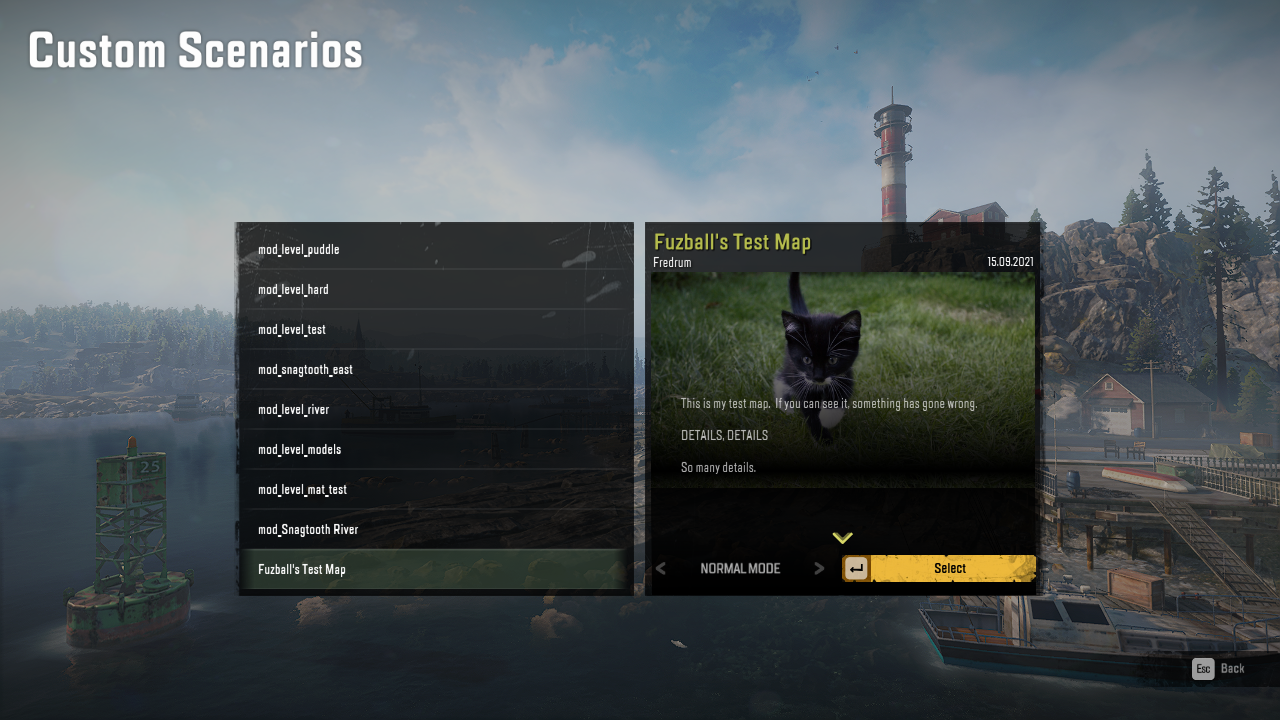 Custom Scenarios
mod_level_puddle
mod_level_hard
mod_level_test
mod_snagtooth_east
mod_level_river
mod_level_models
mod_level_mat_test
mod_Snagtooth River
Fuzball's Test Map
Fuzball's Test Map
Fredrum 15.09.2021
This is my test map. If you can see it, something has gone wrong.
DETAILS, DETAILS
So many details.
< NORMAL MODE >
Select
25
Esc Back